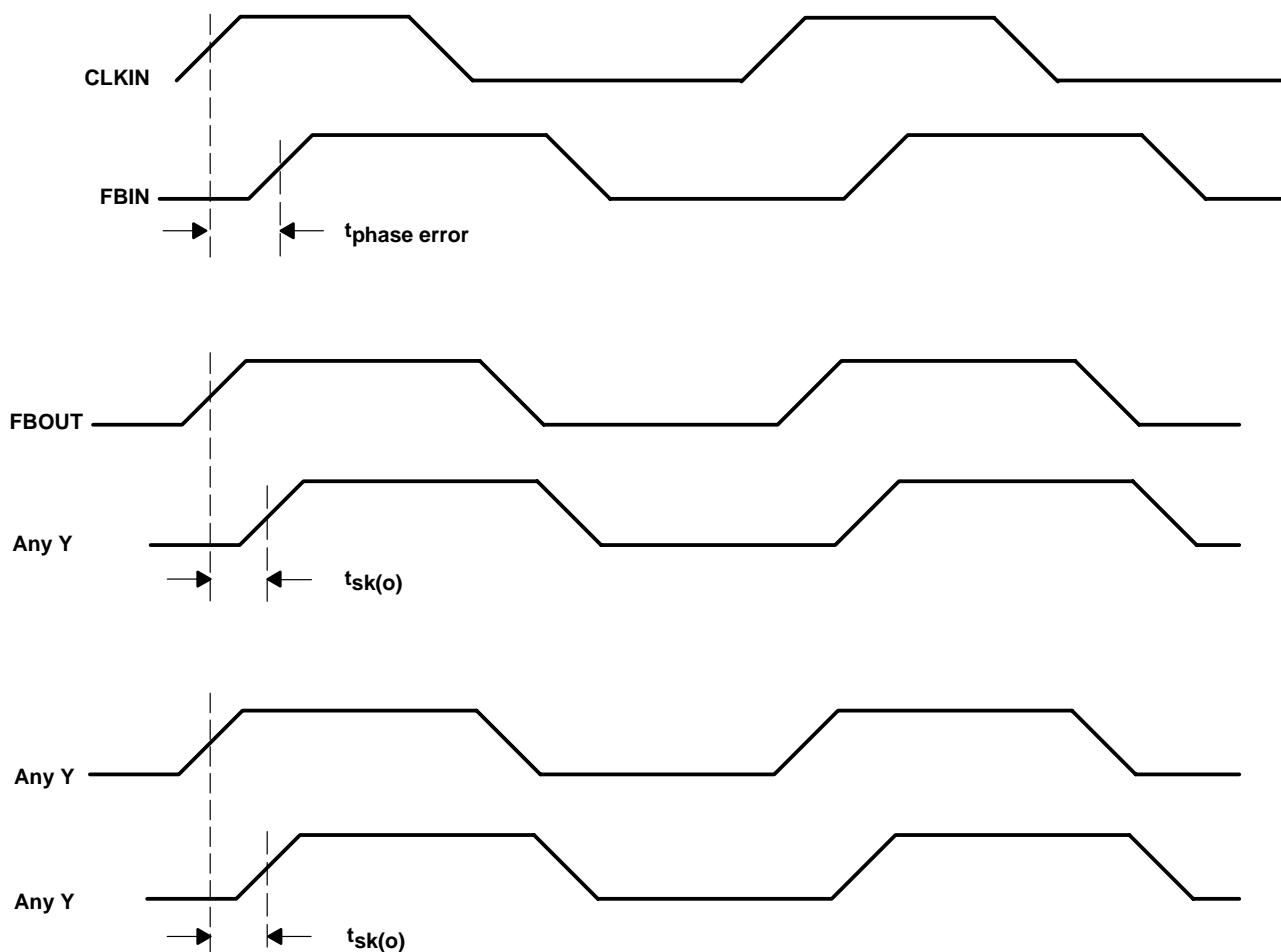 CLKIN
FBIN
tphase error
FBOUT
Any Y
tsk(o)
Any Y
Any Y
tsk(o)